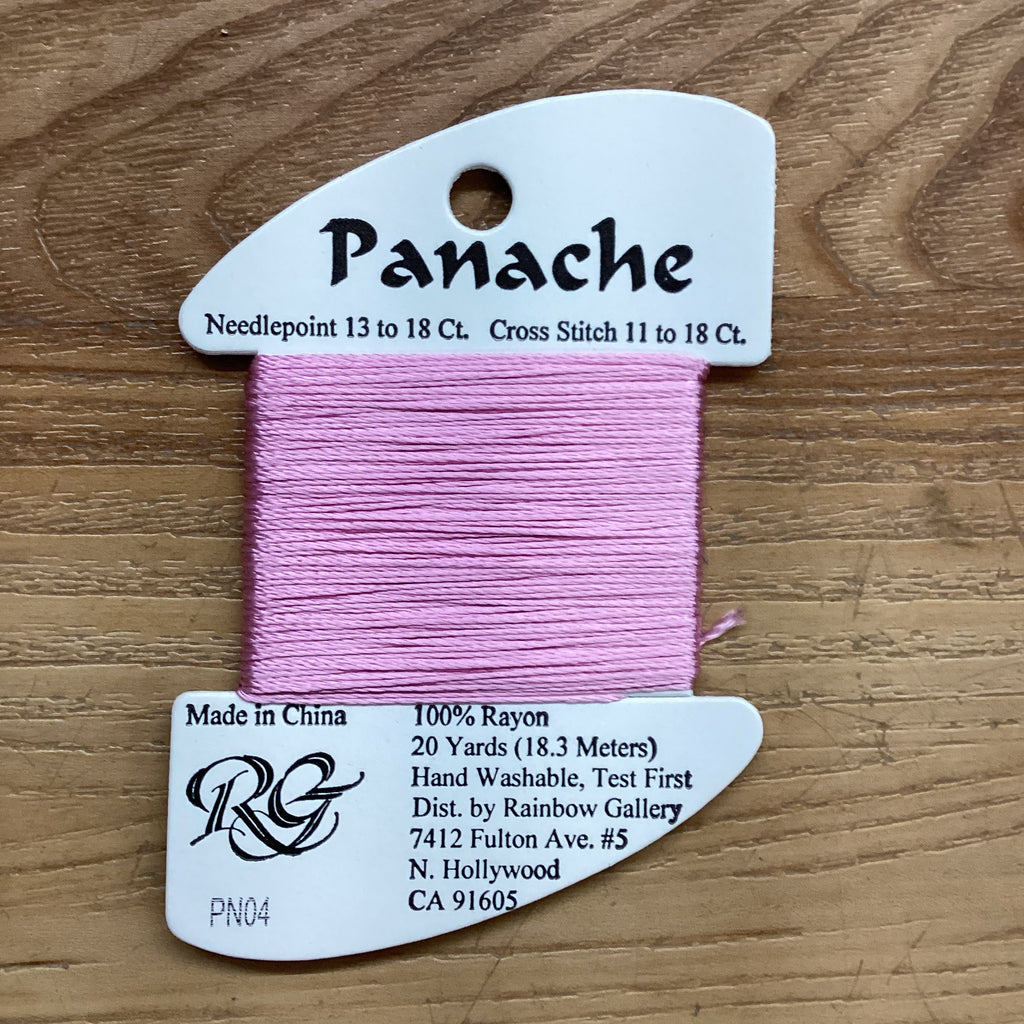 Panache
Needlepoint 13 to 18 Ct. Cross Stitch 11 to 18 Ct.
Made in China
RG
PN04
100% Rayon
20 Yards (18.3 Meters)
Hand Washable, Test First
Dist. by Rainbow Gallery
7412 Fulton Ave. #5
N. Hollywood
CA 91605